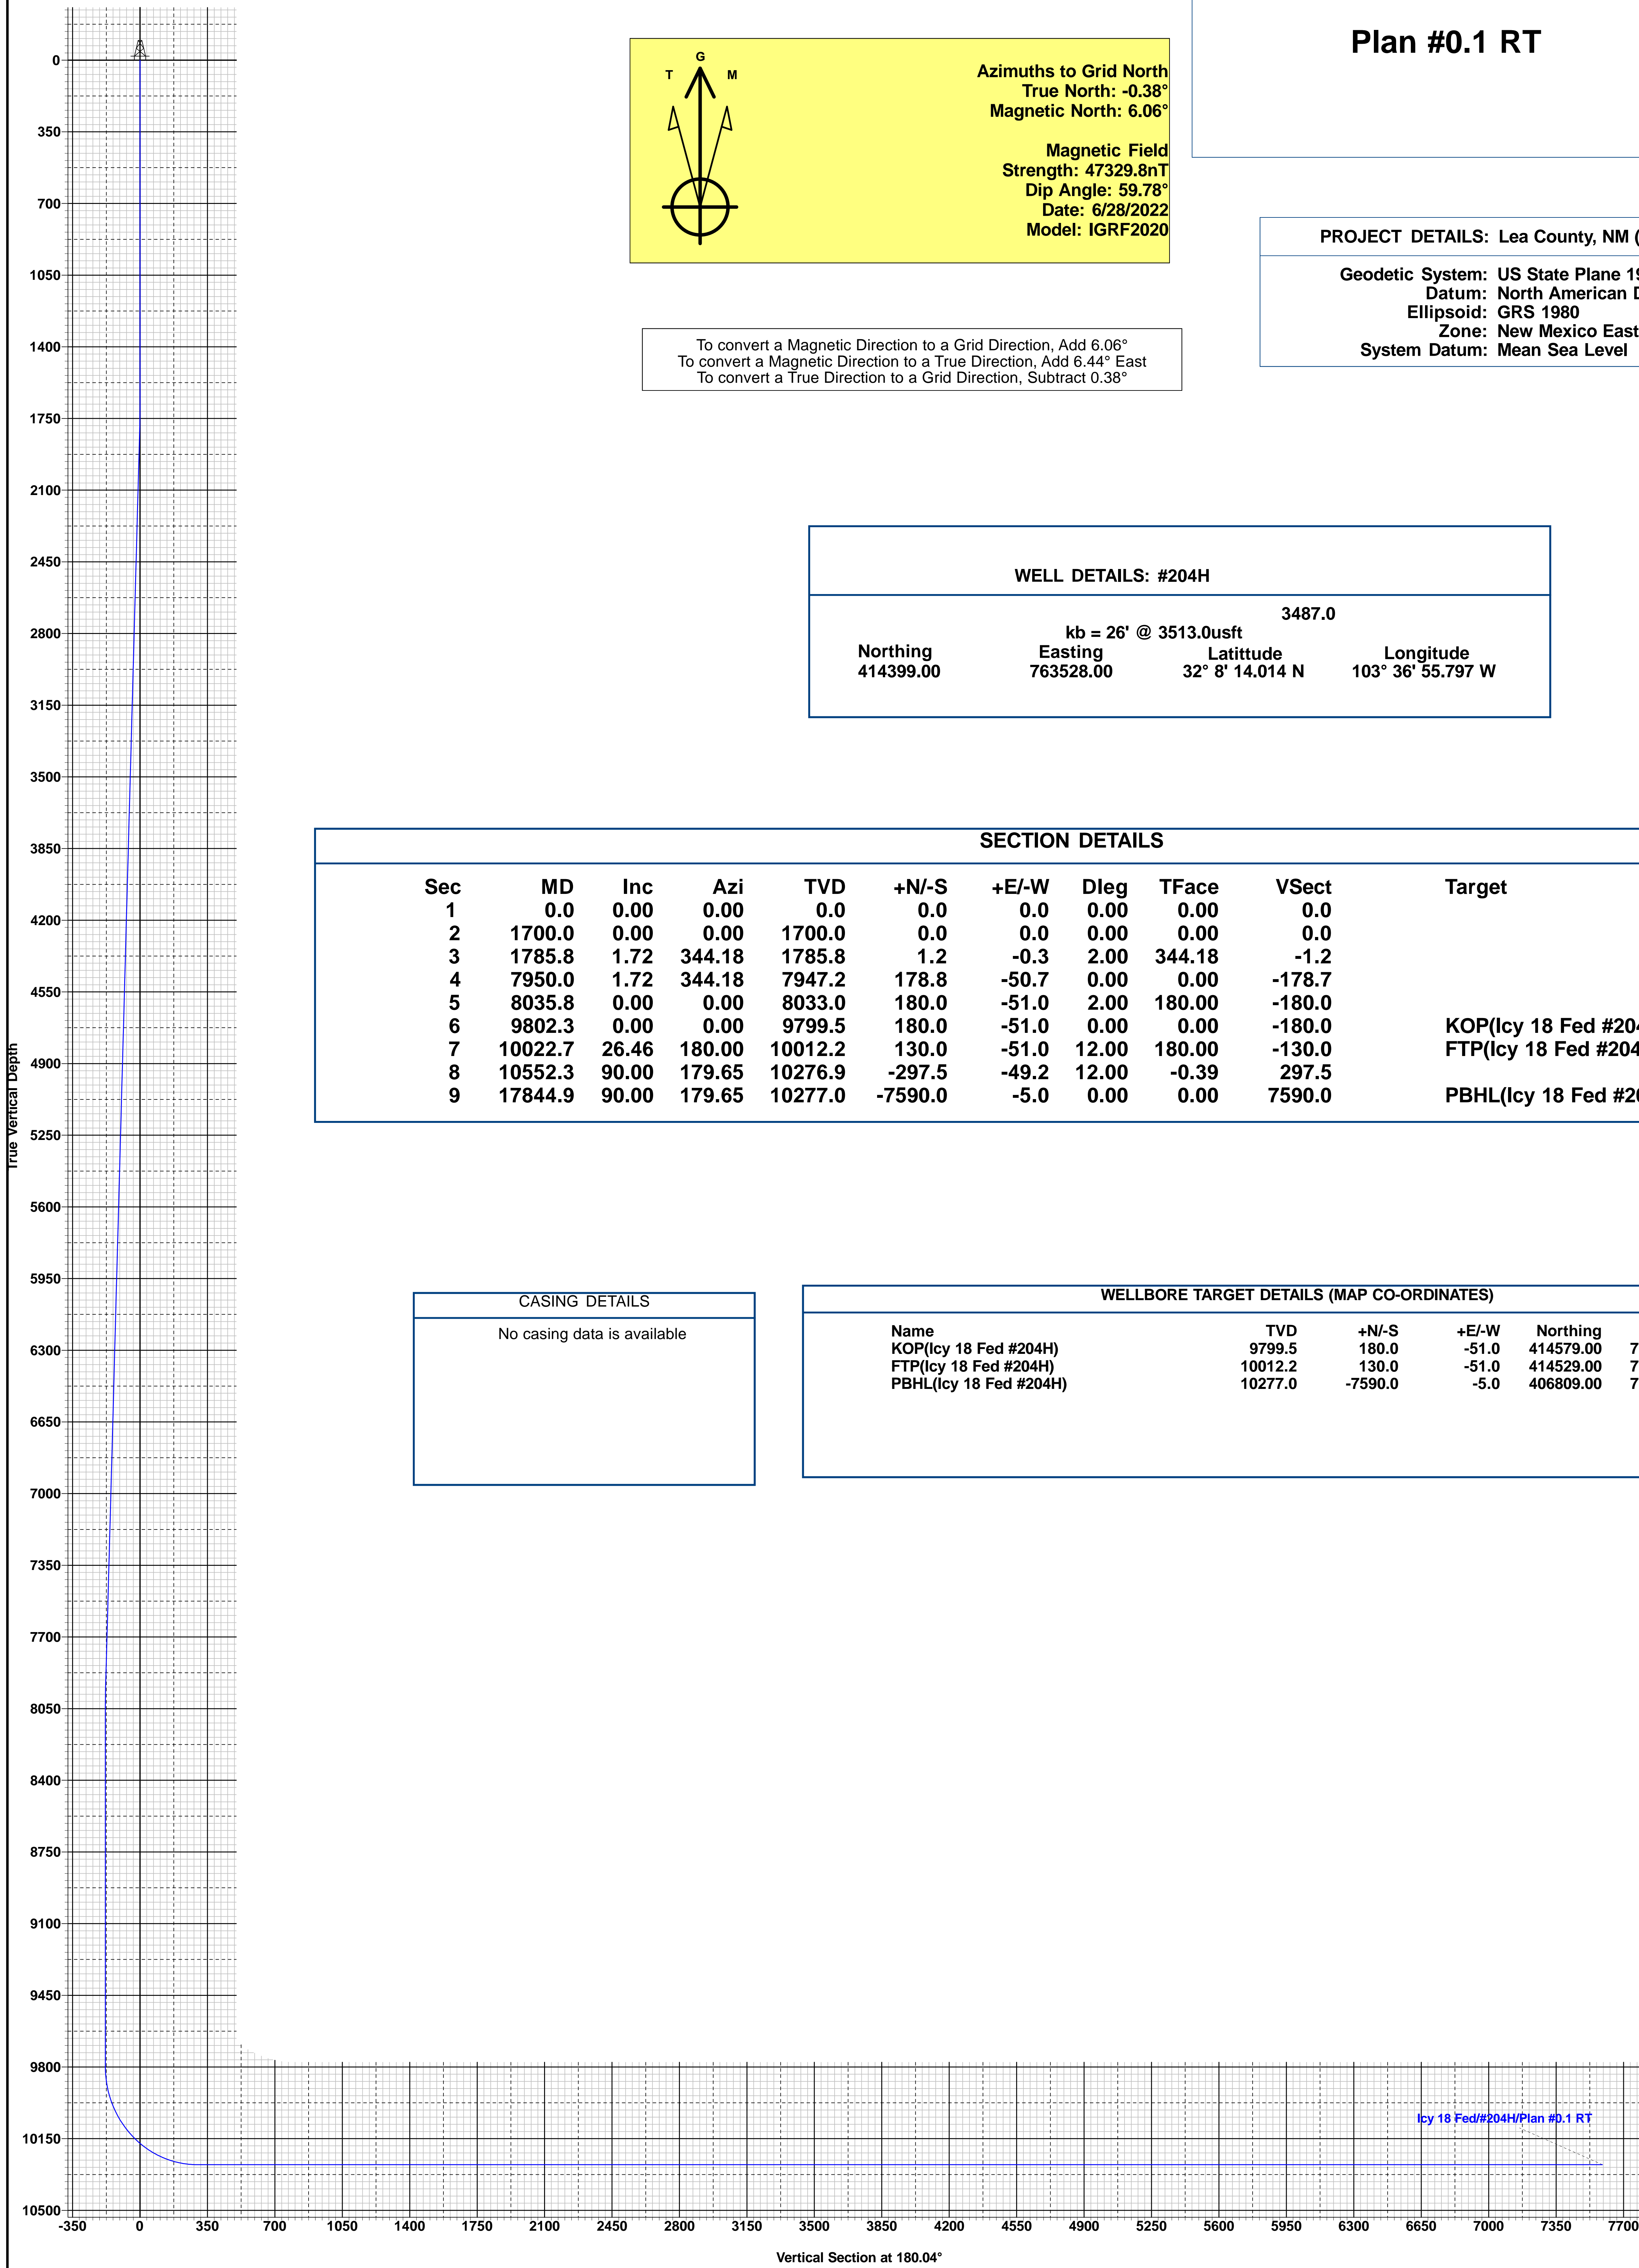 Plan #0.1 RT
G
T M
Azimuths to Grid North
True North: -0.38°
Magnetic North: 6.06°
Magnetic Field
Strength: 47329.8nT
Dip Angle: 59.78°
Date: 6/28/2022
Model: IGRF2020
PROJECT DETAILS: Lea County, NM (
Geodetic System: US State Plane 19
Datum: North American D
Ellipsoid: GRS 1980
Zone: New Mexico East
System Datum: Mean Sea Level
To convert a Magnetic Direction to a Grid Direction, Add 6.06°
To convert a Magnetic Direction to a True Direction, Add 6.44° East
To convert a True Direction to a Grid Direction, Subtract 0.38°
WELL DETAILS: #204H
3487.0
kb = 26' @ 3513.0usft
Northing Easting Latittude Longitude
414399.00 763528.00 32° 8' 14.014 N 103° 36' 55.797 W
SECTION DETAILS
Sec MD Inc Azi TVD +N/-S +E/-W Dleg TFace VSect Target
1 0.0 0.00 0.00 0.0 0.0 0.0 0.00 0.00 0.0
2 1700.0 0.00 0.00 1700.0 0.0 0.0 0.00 0.00 0.0
3 1785.8 1.72 344.18 1785.8 1.2 -0.3 2.00 344.18 -1.2
4 7950.0 1.72 344.18 7947.2 178.8 -50.7 0.00 0.00 -178.7
5 8035.8 0.00 0.00 8033.0 180.0 -51.0 2.00 180.00 -180.0
6 9802.3 0.00 0.00 9799.5 180.0 -51.0 0.00 0.00 -180.0 KOP(Icy 18 Fed #204
7 10022.7 26.46 180.00 10012.2 130.0 -51.0 12.00 180.00 -130.0 FTP(Icy 18 Fed #204
8 10552.3 90.00 179.65 10276.9 -297.5 -49.2 12.00 -0.39 297.5
9 17844.9 90.00 179.65 10277.0 -7590.0 -5.0 0.00 0.00 7590.0 PBHL(Icy 18 Fed #20
CASING DETAILS
No casing data is available
WELLBORE TARGET DETAILS (MAP CO-ORDINATES)
Name TVD +N/-S +E/-W Northing
KOP(Icy 18 Fed #204H) 9799.5 180.0 -51.0 414579.00 7
FTP(Icy 18 Fed #204H) 10012.2 130.0 -51.0 414529.00 7
PBHL(Icy 18 Fed #204H) 10277.0 -7590.0 -5.0 406809.00 7
True Vertical Depth
0
350
700
1050
1400
1750
2100
2450
2800
3150
3500
3850
4200
4550
4900
5250
5600
5950
6300
6650
7000
7350
7700
8050
8400
8750
9100
9450
9800
10150
10500
Icy 18 Fed/#204H/Plan #0.1 RT
-350 0 350 700 1050 1400 1750 2100 2450 2800 3150 3500 3850 4200 4550 4900 5250 5600 5950 6300 6650 7000 7350 7700
Vertical Section at 180.04°